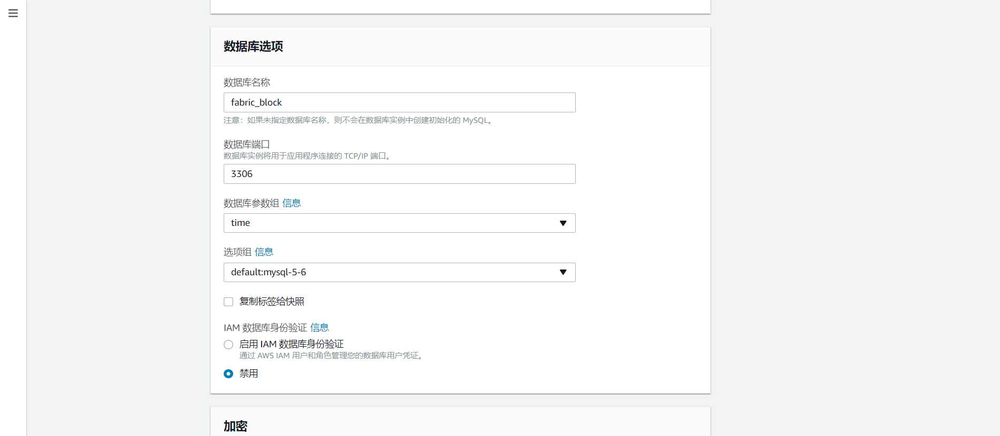 数据库选项
数据库名称
fabric_block
注意：如果未指定数据库名称，则不会在数据库实例中创建初始化的 MySQL。
数据库端口
数据库实例将用于应用程序连接的 TCP/IP 端口。
3306
数据库参数组 信息
time
选项组 信息
default:mysql-5-6
复制标签给快照
IAM 数据库身份验证 信息
启用 IAM 数据库身份验证
通过 AWS IAM 用户和角色管理您的数据库用户凭证。
禁用
加密